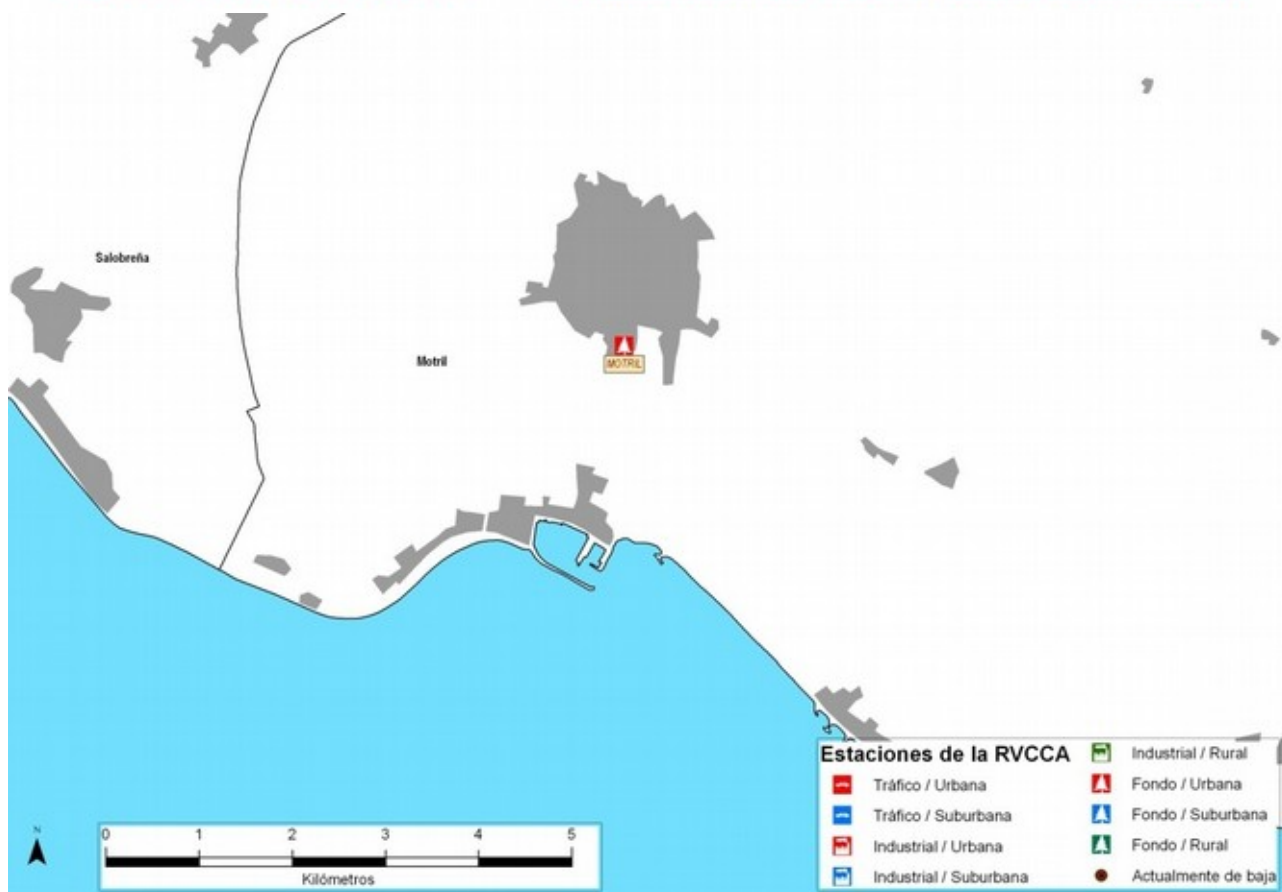 Salobreña
Motril
MOTRIL
Estaciones de la RVCCA
Tráfico / Urbana
Tráfico / Suburbana
Industrial / Urbana
Industrial / Suburbana
Industrial / Rural
Fondo / Urbana
Fondo / Suburbana
Fondo / Rural
Actualmente de baja
N
0 1 2 3 4 5
Kilómetros